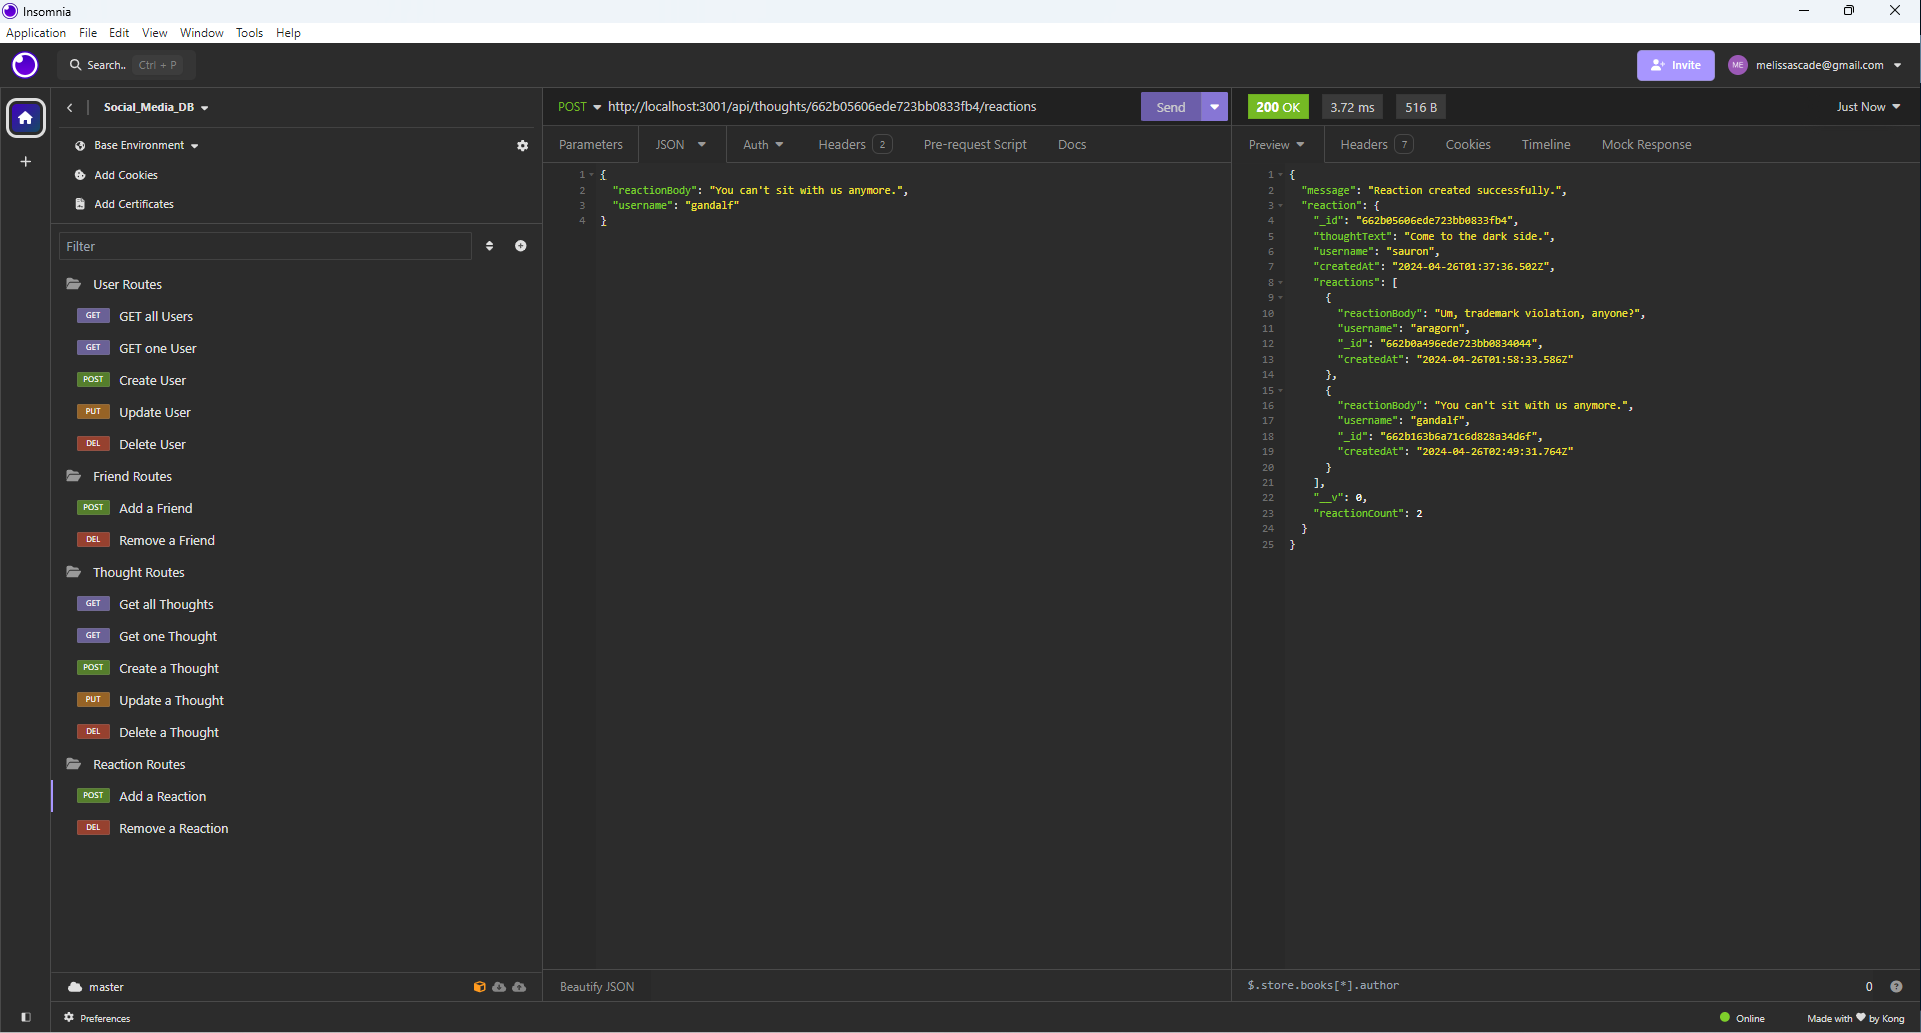 Insomnia
Application File Edit View Window Tools Help
Search.. Ctrl + P
Invite
ME melissascade@gmail.com
Social_Media_DB
Base Environment
Add Cookies
Add Certificates
Filter
User Routes
GET GET all Users
GET GET one User
POST Create User
PUT Update User
DEL Delete User
Friend Routes
POST Add a Friend
DEL Remove a Friend
Thought Routes
GET Get all Thoughts
GET Get one Thought
POST Create a Thought
PUT Update a Thought
DEL Delete a Thought
Reaction Routes
POST Add a Reaction
DEL Remove a Reaction
master
Preferences
POST http://localhost:3001/api/thoughts/662b05606ede723bb0833fb4/reactions Send
Parameters JSON Auth Headers 2 Pre-request Script Docs
1 {
2 "reactionBody": "You can't sit with us anymore.",
3 "username": "gandalf"
4 }
Beautify JSON
200 OK 3.72 ms 516 B Just Now
Preview Headers 7 Cookies Timeline Mock Response
1 {
2 "message": "Reaction created successfully.",
3 "reaction": {
4 "_id": "662b05606ede723bb0833fb4",
5 "thoughtText": "Come to the dark side.",
6 "username": "sauron",
7 "createdAt": "2024-04-26T01:37:36.502Z",
8 "reactions": [
9 {
10 "reactionBody": "Um, trademark violation, anyone?",
11 "username": "aragorn",
12 "_id": "662b0a496ede723bb0834044",
13 "createdAt": "2024-04-26T01:58:33.586Z"
14 },
15 {
16 "reactionBody": "You can't sit with us anymore.",
17 "username": "gandalf",
18 "_id": "662b163b6a71c6d828a34d6f",
19 "createdAt": "2024-04-26T02:49:31.764Z"
20 }
21 ],
22 "__v": 0,
23 "reactionCount": 2
24 }
25 }
$.store.books[*].author 0 ?
Online Made with by Kong